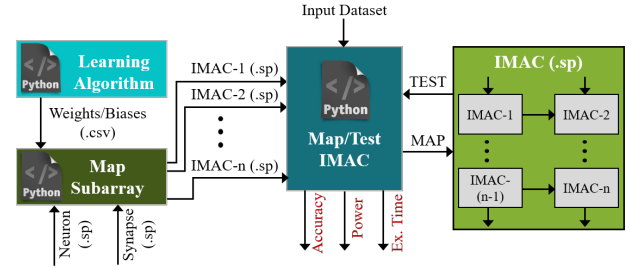 Input Dataset
Python
Learning
Algorithm
Weights/Biases
(.csv)
Python
Map
Subarray
Neuron
(.sp)
Synapse
(.sp)
IMAC-1 (.sp)
IMAC-2 (.sp)
IMAC-n (.sp)
Python
Map/Test
IMAC
Accuracy
Power
Ex. Time
TEST
MAP
IMAC (.sp)
IMAC-1
IMAC-2
IMAC-
(n-1)
IMAC-n